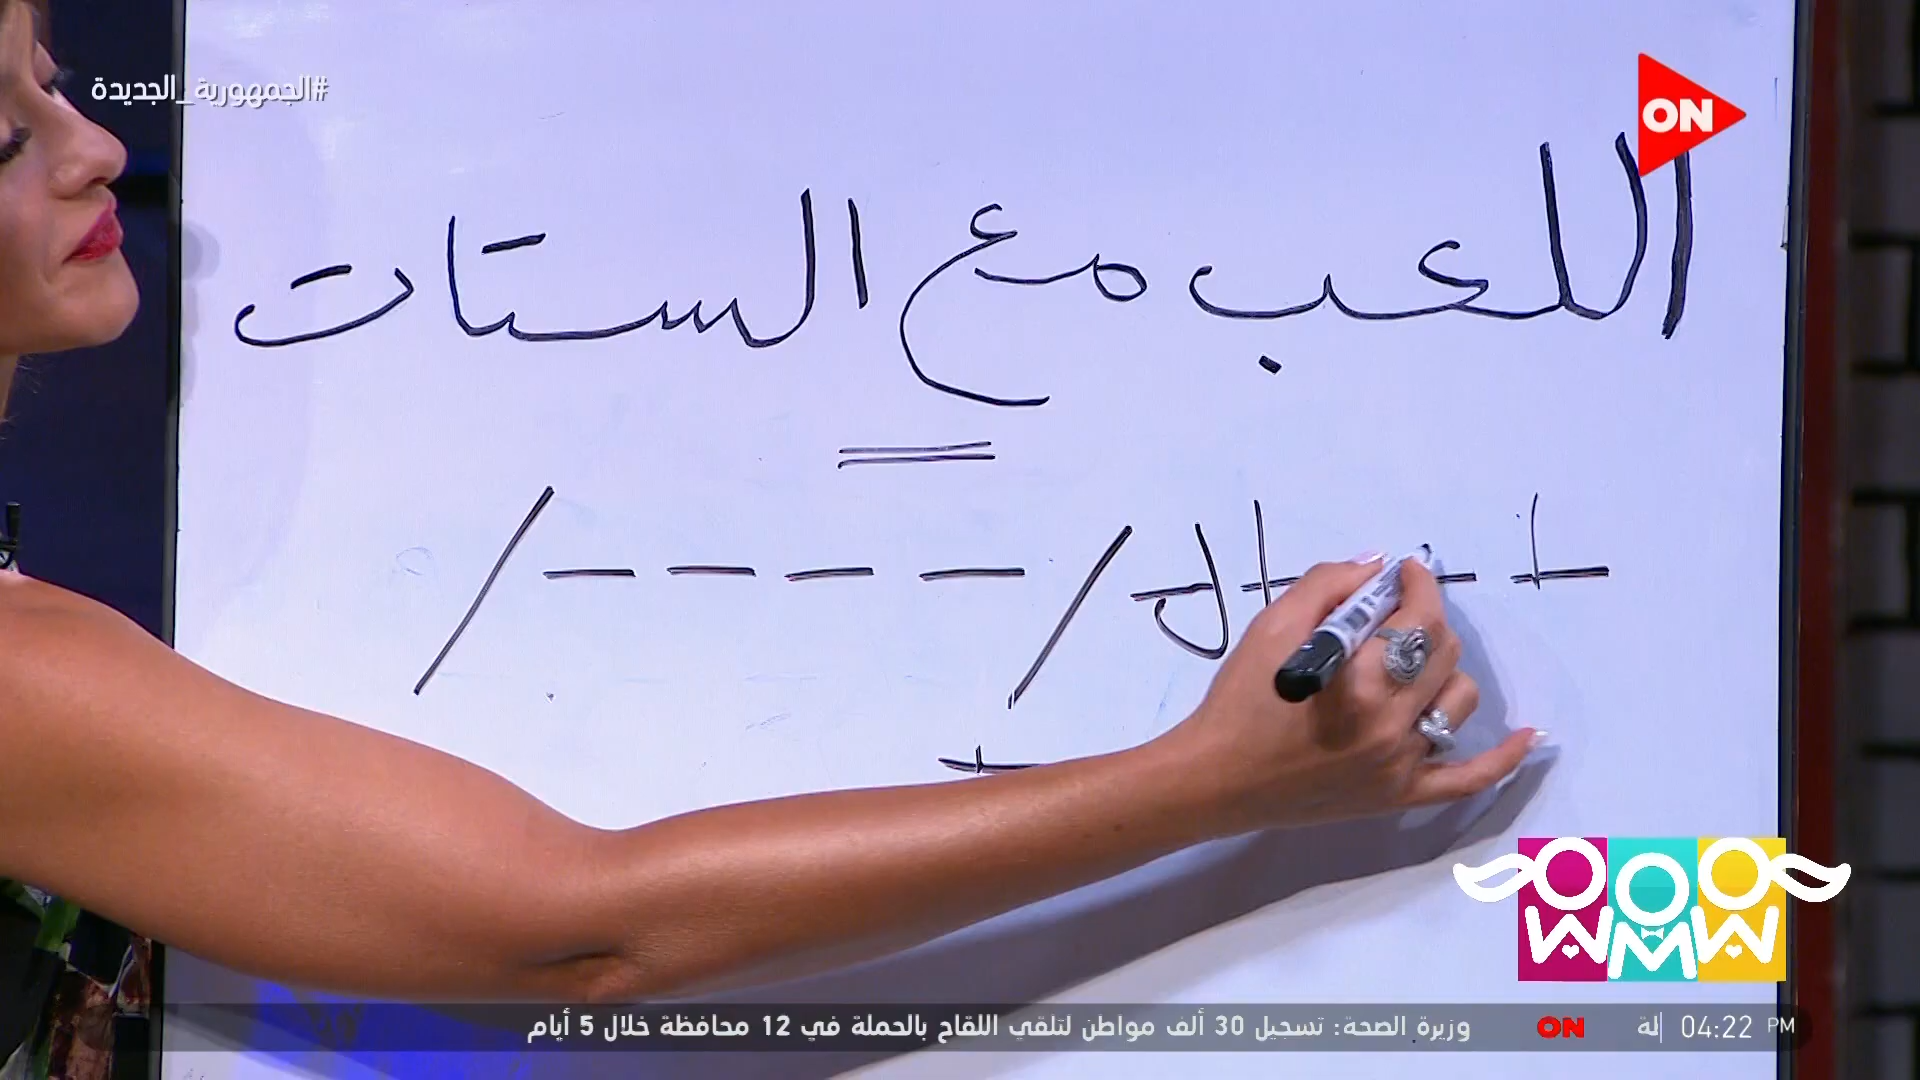 #الجمهورية_الجديدة
ON
اللعب مع الستات
ا ا ل / _ _ _ _ /
WMW
وزيرة الصحة: تسجيل 30 ألف مواطن لتلقي اللقاح بالحملة في 12 محافظة خلال 5 أيام ON
04:22 PM